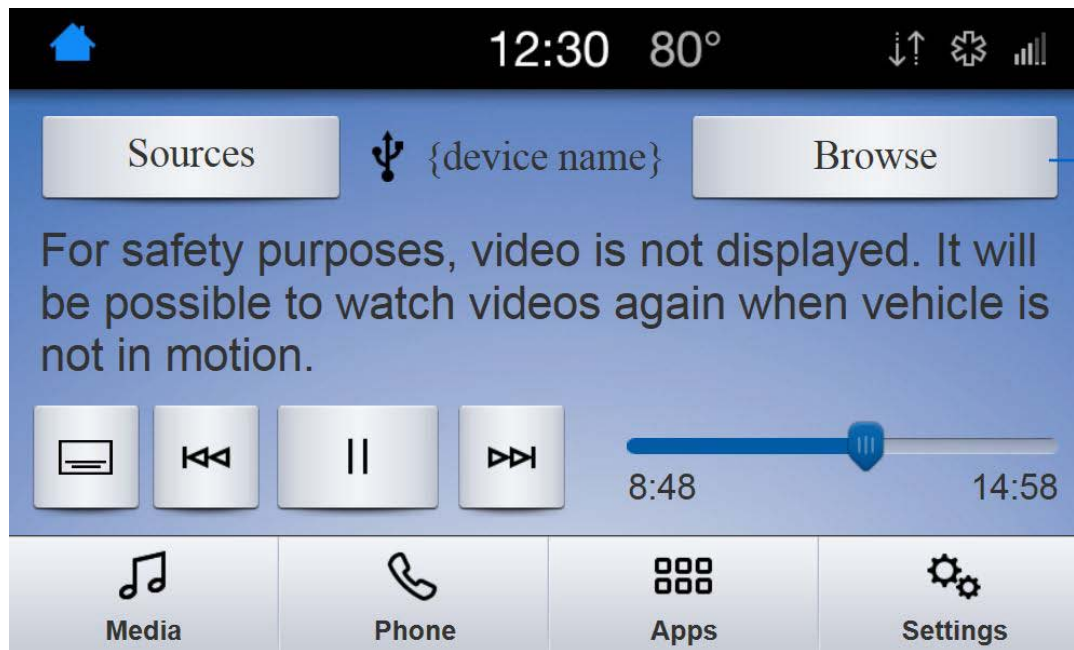 12:30 80°
Sources {device name} Browse
For safety purposes, video is not displayed. It will
be possible to watch videos again when vehicle is
not in motion.
8:48 14:58
Media Phone Apps Settings